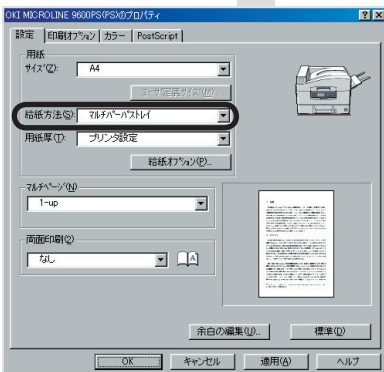 OKI MICROLINE 9600PS(PS)のプロパティ
設定 印刷オプション カラー PostScript
用紙
サイズ(Z): A4
ユーザ定義サイズ(M)...
給紙方法(S): マルチパーパストレイ
用紙厚(T): プリンタ設定
給紙オプション(P)...
マルチページ(N)
1-up
両面印刷(2)
なし
余白の編集(U)... 標準(D)
OK キャンセル 適用(A) ヘルプ